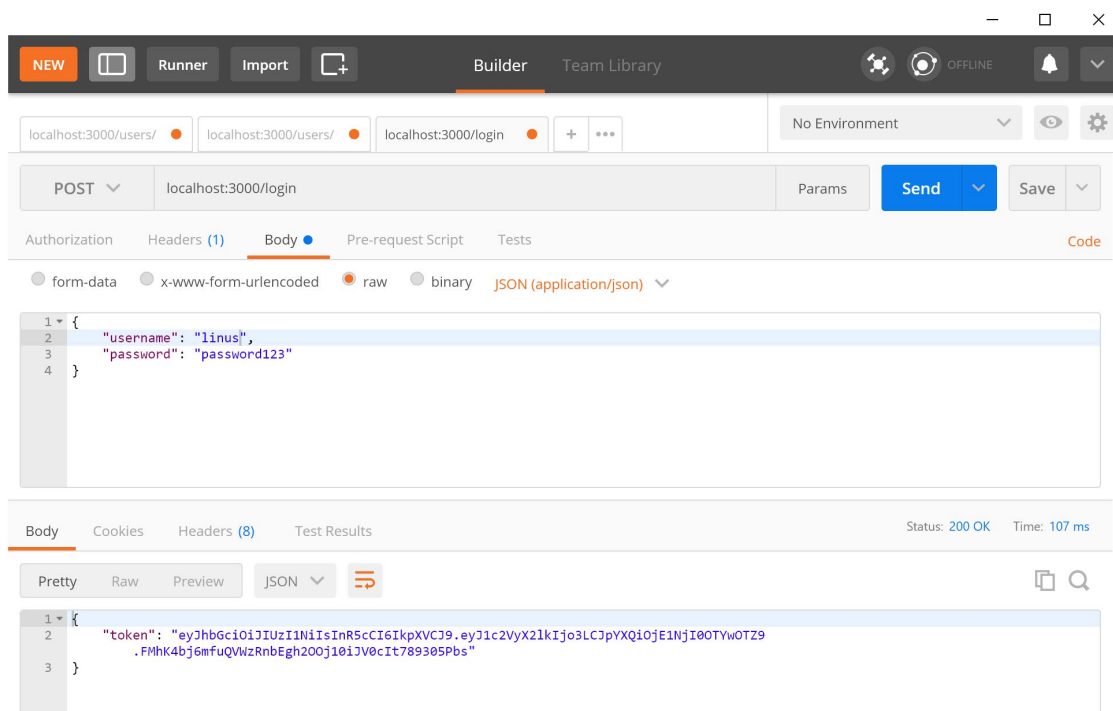 NEW Runner Import Builder Team Library OFFLINE
localhost:3000/users/ localhost:3000/users/ localhost:3000/login + ••• No Environment
POST localhost:3000/login Params Send Save
Authorization Headers (1) Body Pre-request Script Tests Code
form-data x-www-form-urlencoded raw binary JSON (application/json)
1 {
2 "username": "linus",
3 "password": "password123"
4 }
Body Cookies Headers (8) Test Results Status: 200 OK Time: 107 ms
Pretty Raw Preview JSON
1 {
2 "token": "eyJhbGciOiJIUzI1NiIsInR5cCI6IkpXVCJ9.eyJ1c2VyX2lkIjo3LCJpYXQiOjE1NjI0OTYwOTZ9
.FMhK4bj6mfuQVWzRnbEgh2OOj10iJV0cIt789305Pbs"
3 }